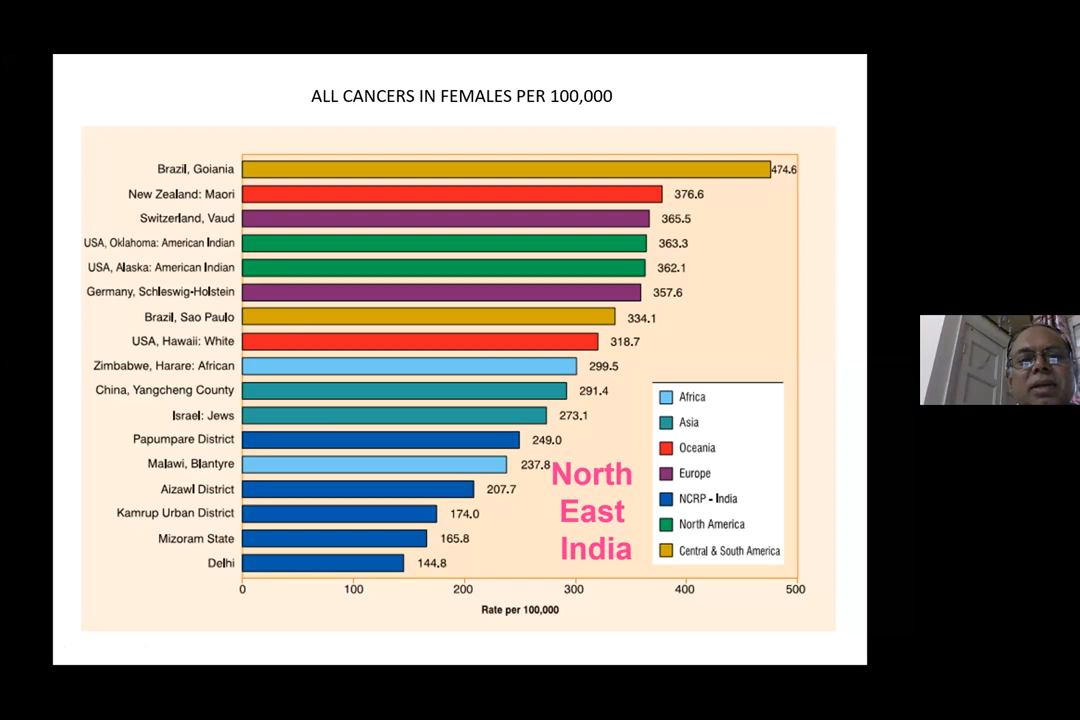 ALL CANCERS IN FEMALES PER 100,000
Brazil, Goiania 474.6
New Zealand: Maori 376.6
Switzerland, Vaud 365.5
USA, Oklahoma: American Indian 363.3
USA, Alaska: American Indian 362.1
Germany, Schleswig-Holstein 357.6
Brazil, Sao Paulo 334.1
USA, Hawaii: White 318.7
Zimbabwe, Harare: African 299.5
China, Yangcheng County 291.4
Israel: Jews 273.1
Papumpare District 249.0
Malawi, Blantyre 237.8
Aizawl District 207.7
Kamrup Urban District 174.0
Mizoram State 165.8
Delhi 144.8
0 100 200 300 400 500
Rate per 100,000
North
East
India
Africa
Asia
Oceania
Europe
NCRP - India
North America
Central & South America